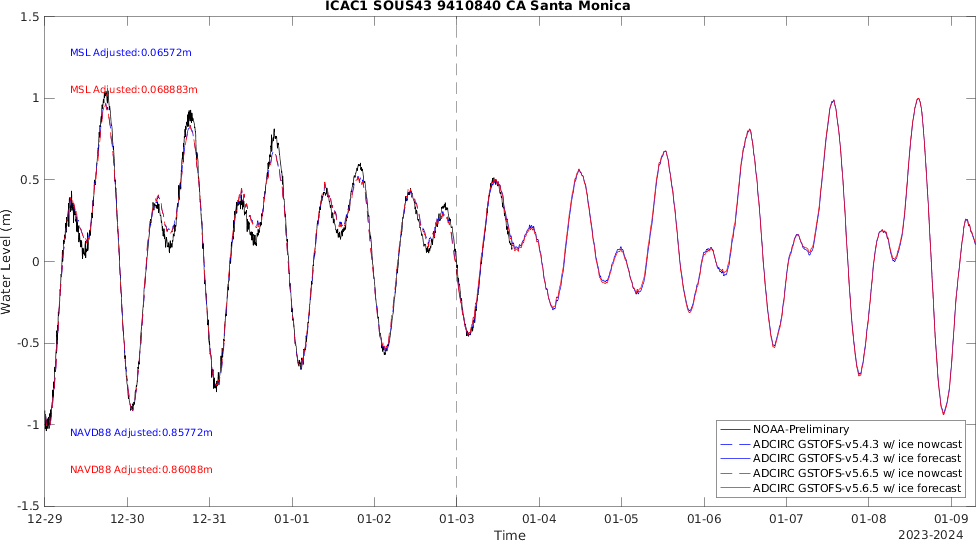 ICAC1 SOUS43 9410840 CA Santa Monica
1.5
MSL Adjusted:0.06572m
MSL Adjusted:0.068883m
1
0.5
0
-0.5
-1
-1.5
Water Level (m)
NAVD88 Adjusted:0.85772m
NAVD88 Adjusted:0.86088m
NOAA-Preliminary
ADCIRC GSTOFS-v5.4.3 w/ ice nowcast
ADCIRC GSTOFS-v5.4.3 w/ ice forecast
ADCIRC GSTOFS-v5.6.5 w/ ice nowcast
ADCIRC GSTOFS-v5.6.5 w/ ice forecast
12-29 12-30 12-31 01-01 01-02 01-03 01-04 01-05 01-06 01-07 01-08 01-09
Time
2023-2024